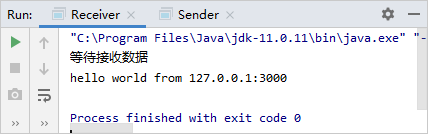 Run: Receiver Sender
"C:\Program Files\Java\jdk-11.0.11\bin\java.exe" "-
等待接收数据
hello world from 127.0.0.1:3000
Process finished with exit code 0